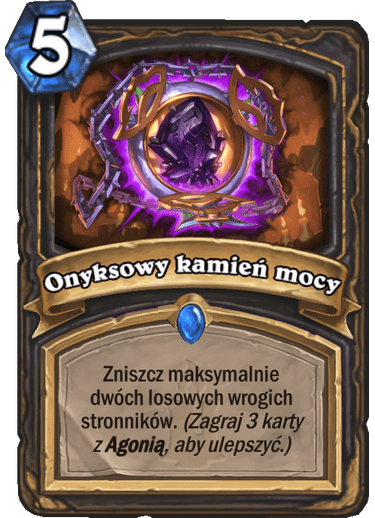 5
Onyksowy kamień mocy
Zniszcz maksymalnie
dwóch losowych wrogich
stronników. (Zagraj 3 karty
z Agonią, aby ulepszyć.)